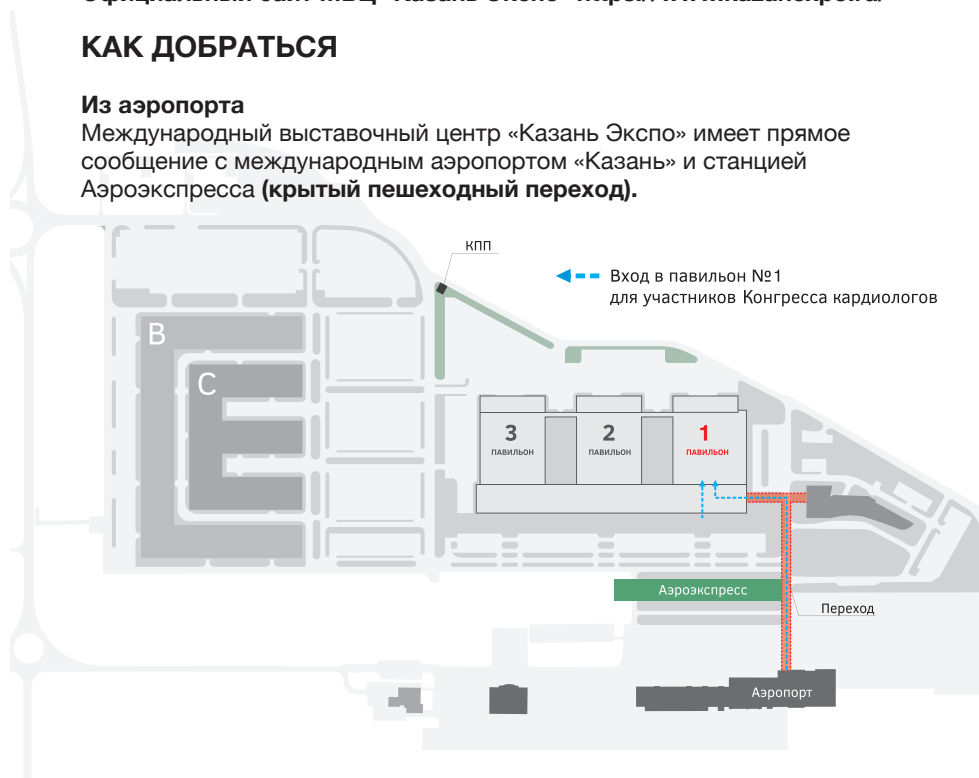 КАК ДОБРАТЬСЯ
Из аэропорта
Международный выставочный центр «Казань Экспо» имеет прямое
сообщение с международным аэропортом «Казань» и станцией
Аэроэкспресса (крытый пешеходный переход).
КПП
Вход в павильон №1
для участников Конгресса кардиологов
B
C
3
ПАВИЛЬОН
2
ПАВИЛЬОН
1
ПАВИЛЬОН
Аэроэкспресс
Переход
Аэропорт